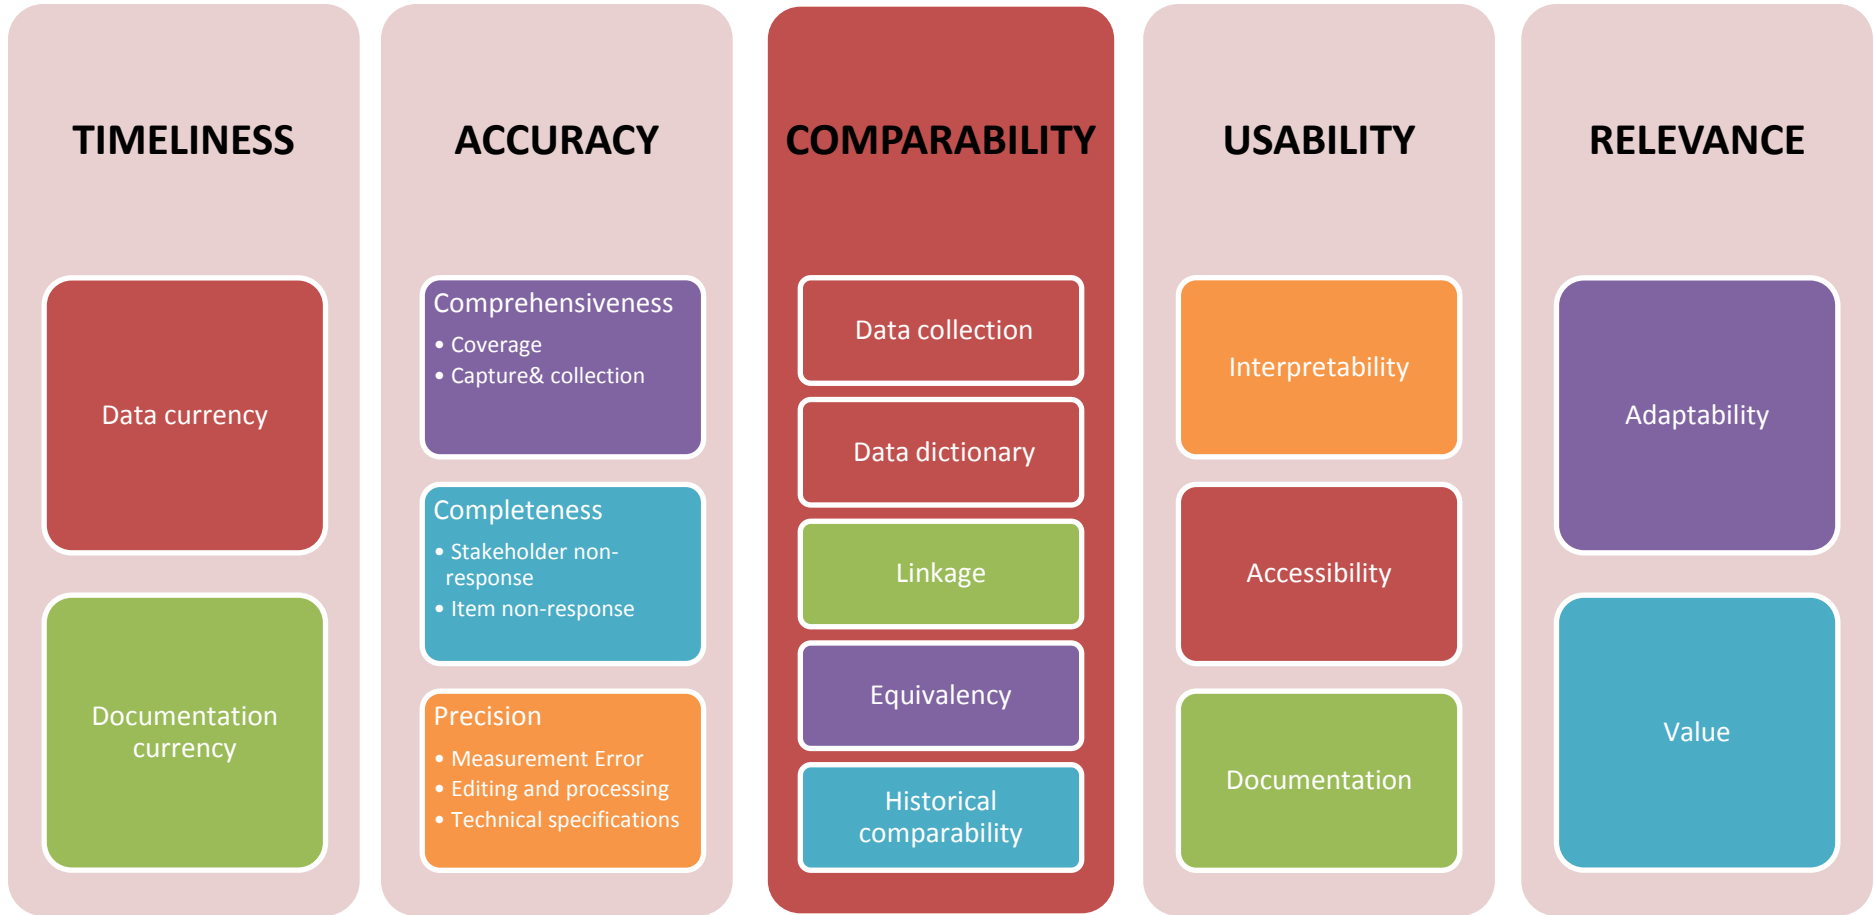 TIMELINESS
Data currency
Documentation
currency
ACCURACY
Comprehensiveness
• Coverage
• Capture& collection
Completeness
• Stakeholder non-
response
• Item non-response
Precision
• Measurement Error
• Editing and processing
• Technical specifications
COMPARABILITY
Data collection
Data dictionary
Linkage
Equivalency
Historical
comparability
USABILITY
Interpretability
Accessibility
Documentation
RELEVANCE
Adaptability
Value